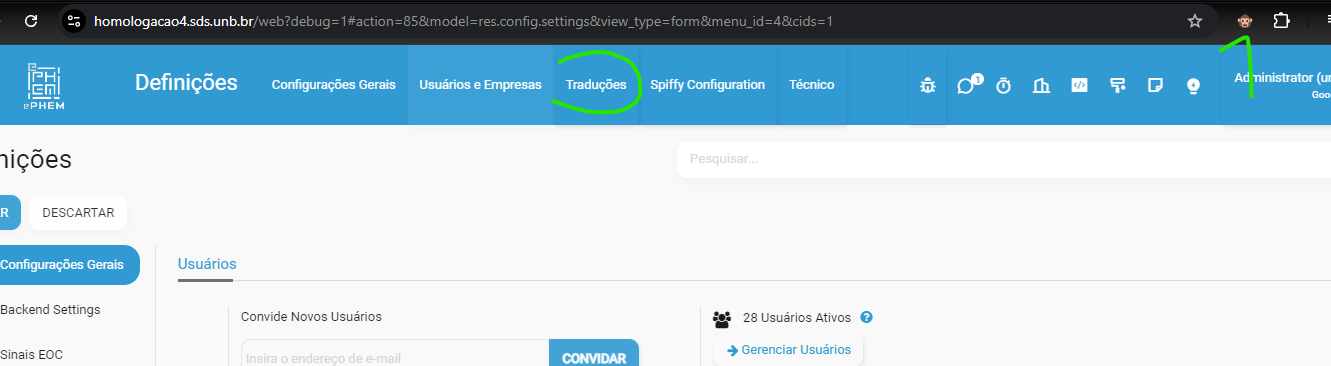 homologacao4.sds.unb.br/web?debug=1#action=85&model=res.config.settings&view_type=form&menu_id=4&cids=1
ePHEM
Definições
Configurações Gerais
Usuários e Empresas
Traduções
Spiffy Configuration
Técnico
1
Administrator (ur
Goo
1
nições
Pesquisar...
R
DESCARTAR
Configurações Gerais
Usuários
Backend Settings
Convide Novos Usuários
28 Usuários Ativos
Sinais EOC
Insira o endereço de e-mail
CONVIDAR
Gerenciar Usuários